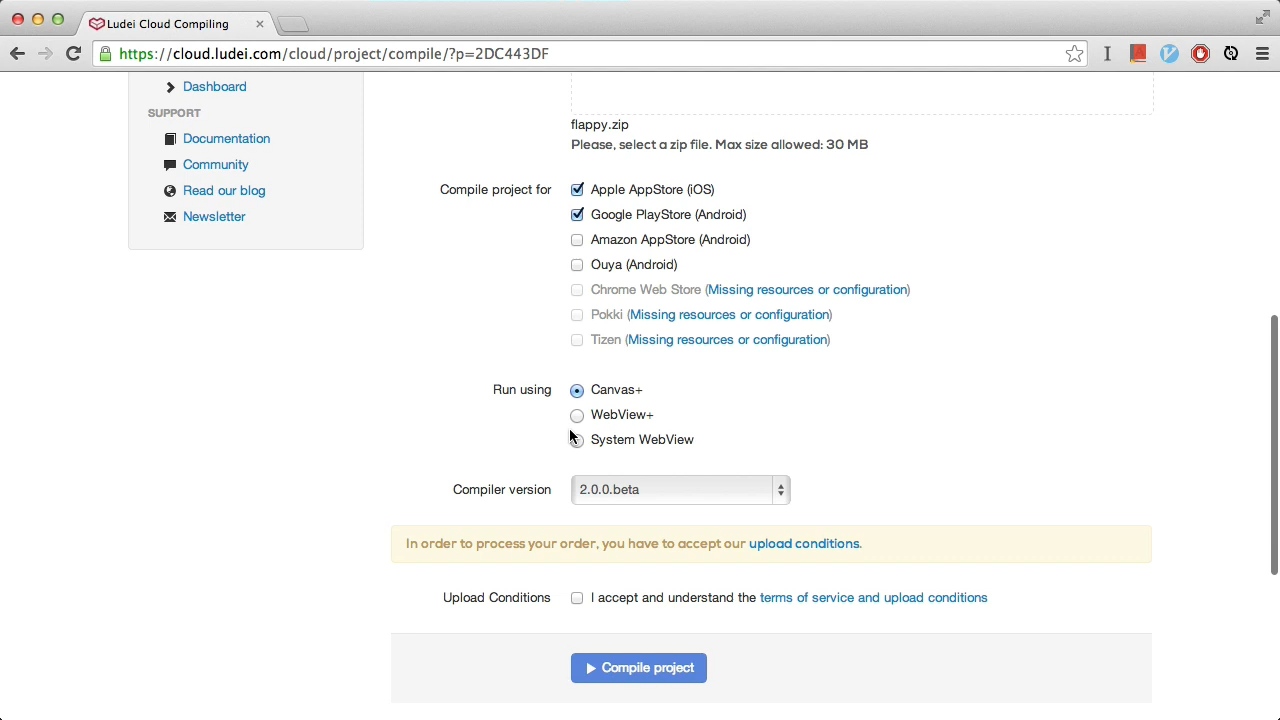 Ludei Cloud Compiling
https://cloud.ludei.com/cloud/project/compile/?p=2DC443DF
Dashboard
SUPPORT
Documentation
Community
Read our blog
Newsletter
flappy.zip
Please, select a zip file. Max size allowed: 30 MB
Compile project for
Apple AppStore (iOS)
Google PlayStore (Android)
Amazon AppStore (Android)
Ouya (Android)
Chrome Web Store (Missing resources or configuration)
Pokki (Missing resources or configuration)
Tizen (Missing resources or configuration)
Run using
Canvas+
WebView+
System WebView
Compiler version
2.0.0.beta
In order to process your order, you have to accept our upload conditions.
Upload Conditions
I accept and understand the terms of service and upload conditions
Compile project